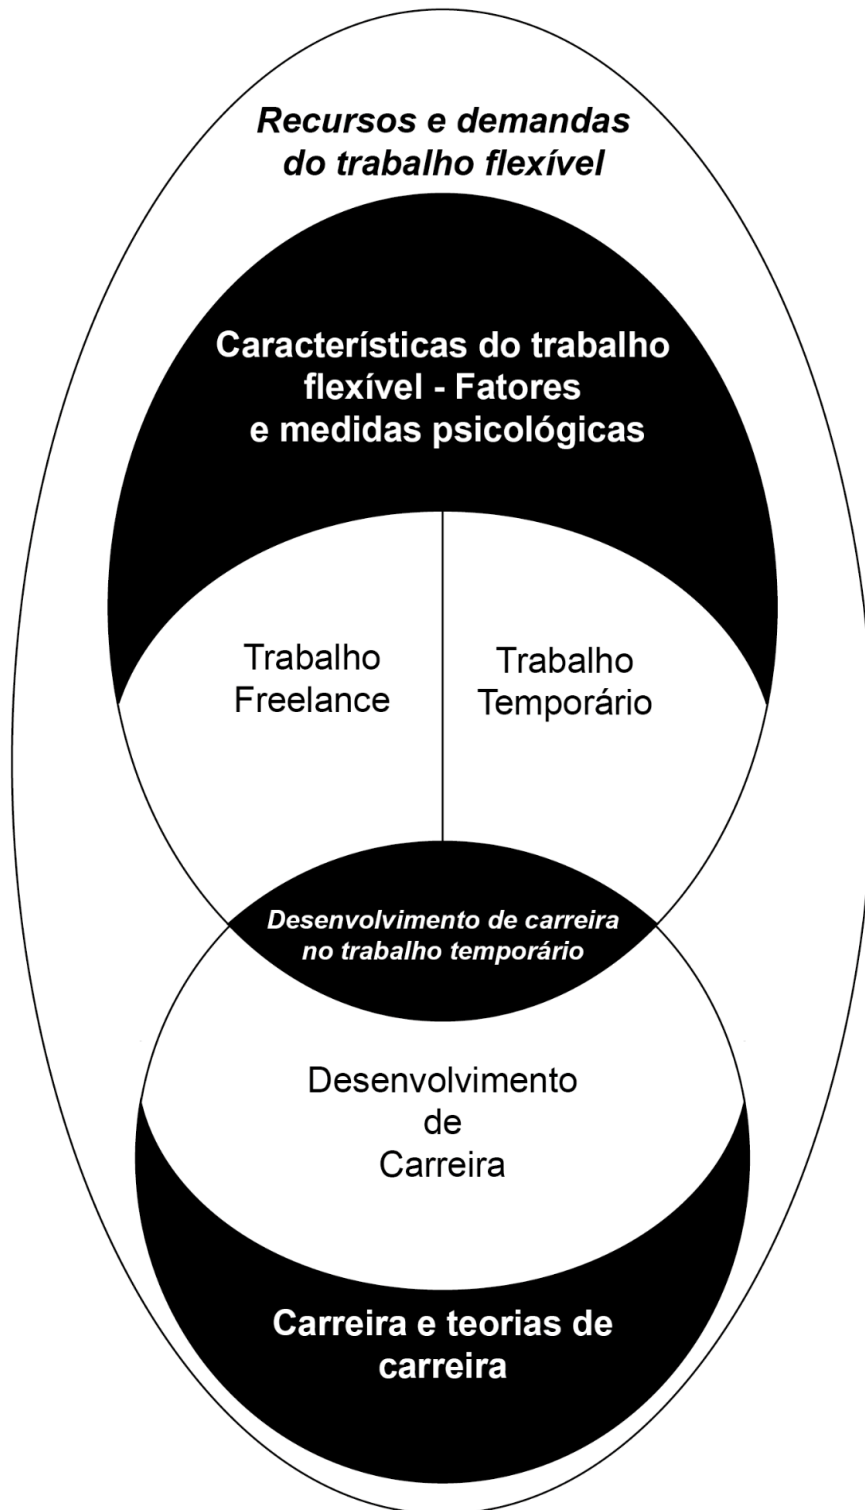 Recursos e demandas
do trabalho flexível
Característísticas do trabalho
flexível - Fatores
e medidas psicológicas
Trabalho
Freelance
Trabalho
Temporário
Desenvolvimento de carreira
no trabalho temporário
Desenvolvimento
de
Carreira
Carreira e teorias de
carreira